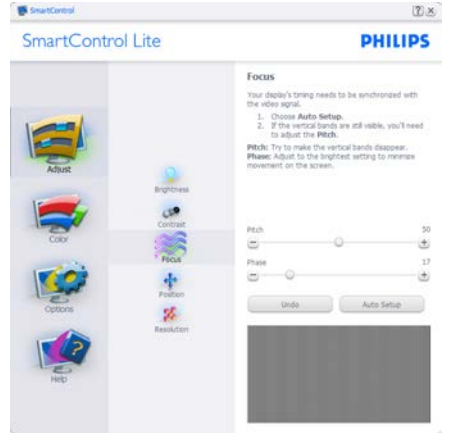 SmartControl
SmartControl Lite
PHILIPS
Adjust
Color
Options
Help
Brightness
Contrast
Focus
Position
Resolution
Focus
Your display's timing needs to be synchronized with
the video signal.
1. Choose Auto Setup.
2. If the vertical bands are still visible, you'll need
to adjust the Pitch.
Pitch: Try to make the vertical bands disappear.
Phase: Adjust to the brightest setting to minimize
movement on the screen.
Pitch 50
Phase 17
Undo Auto Setup